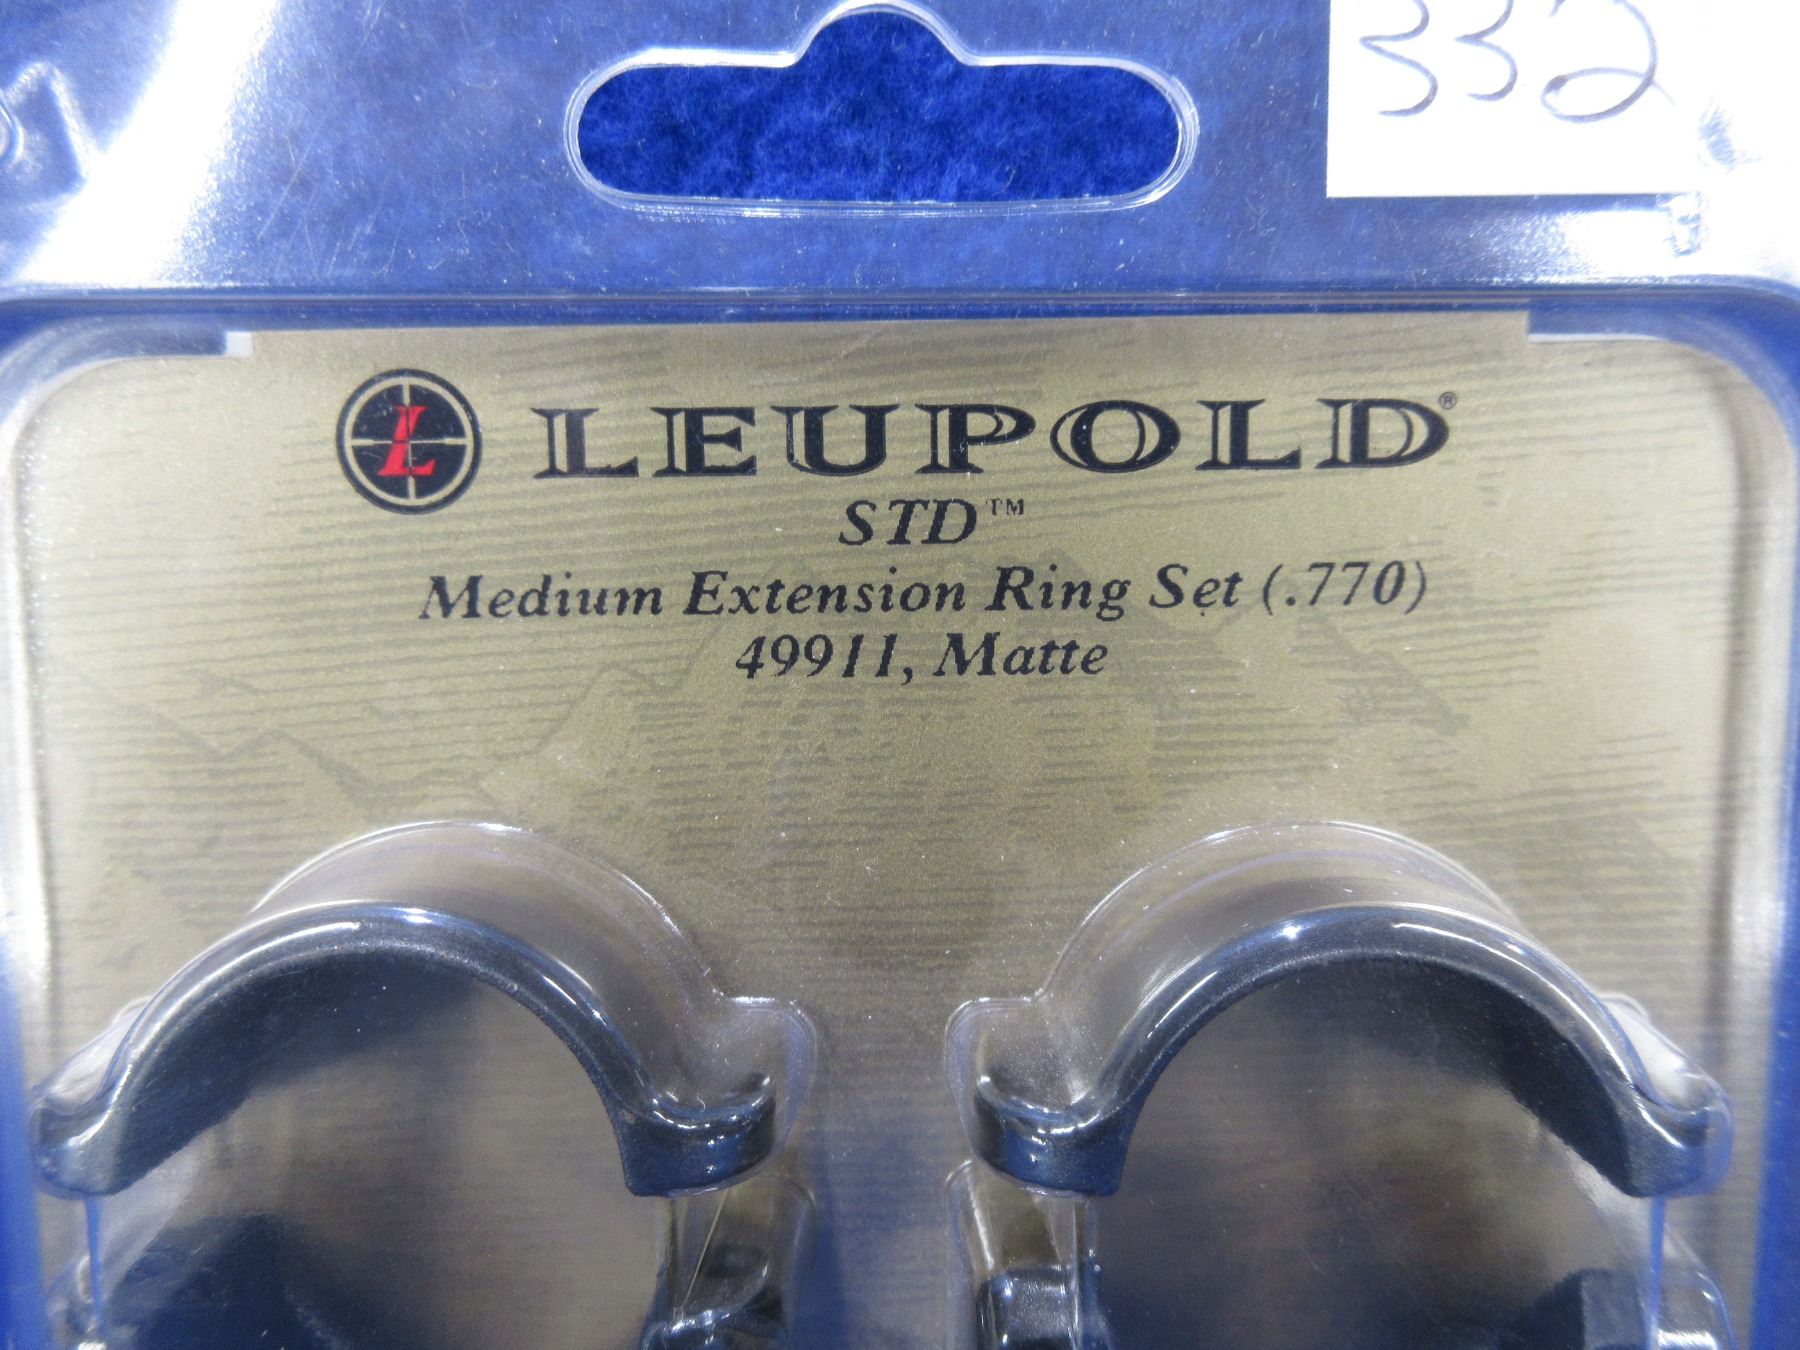 332
L LEUPOLD®
STD™
Medium Extension Ring Set (.770)
49911, Matte